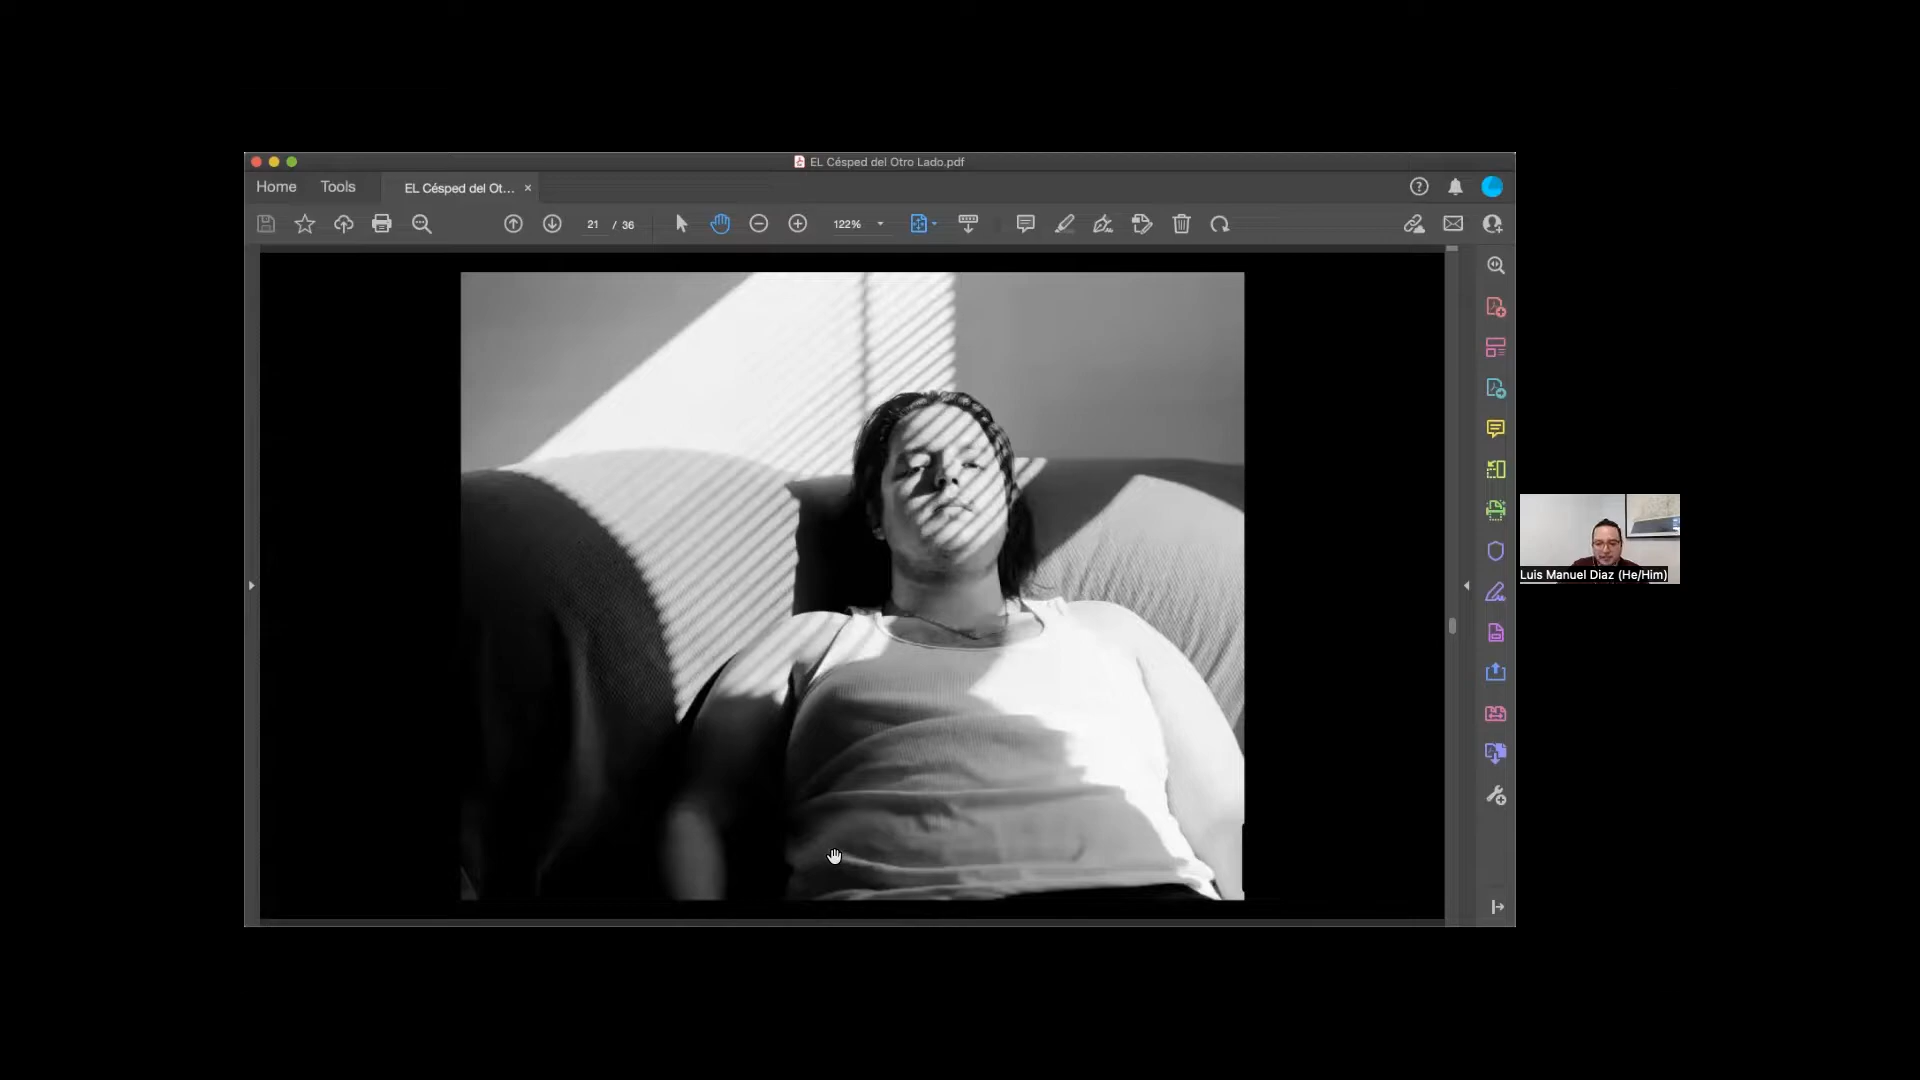 EL Césped del Otro Lado.pdf
Home Tools EL Césped del Ot... ×
21 / 36 122%
Luis Manuel Diaz (He/Him)